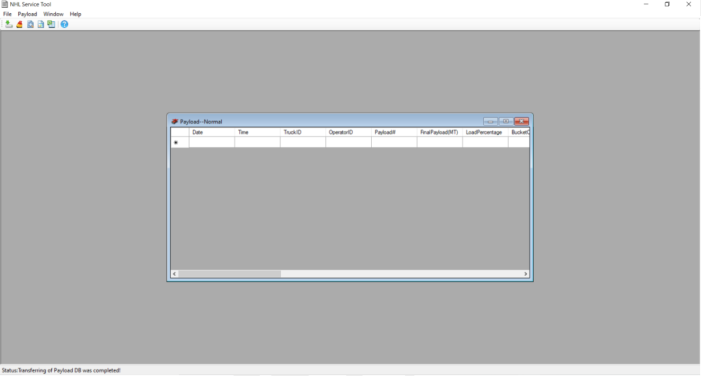 NHL Service Tool
File Payload Window Help
Payload--Normal
Date Time TruckID OperatorID Payload# FinalPayload(MT) LoadPercentage BucketC
Status:Transferring of Payload DB was completed!